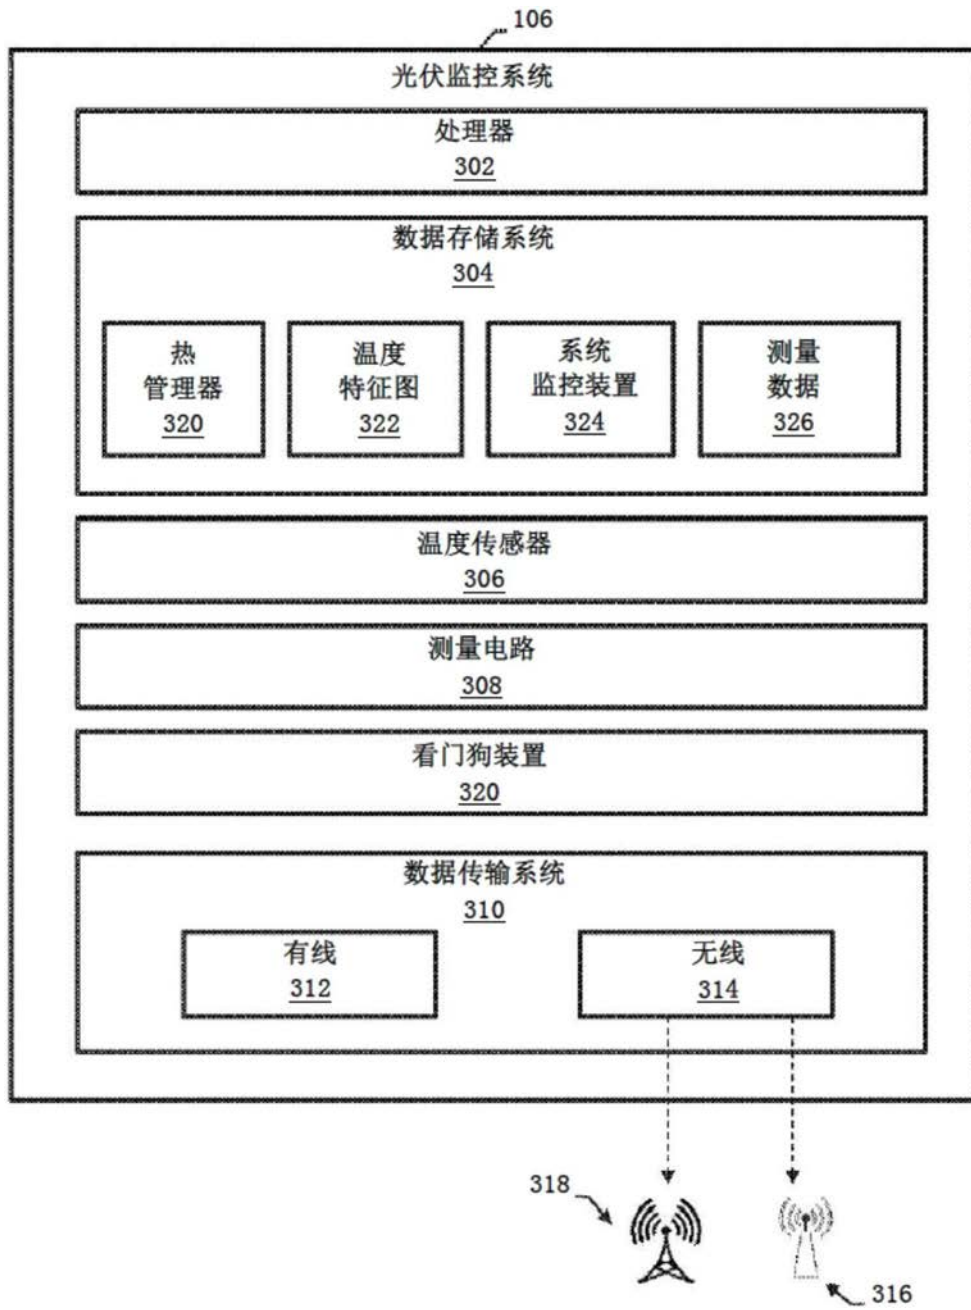 106
光伏监控系统
处理器
302
数据存储系统
304
热
管理器
320
温度
特征图
322
系统
监控装置
324
测量
数据
326
温度传感器
306
测量电路
308
看门狗装置
320
数据传输系统
310
有线
312
无线
314
318
316